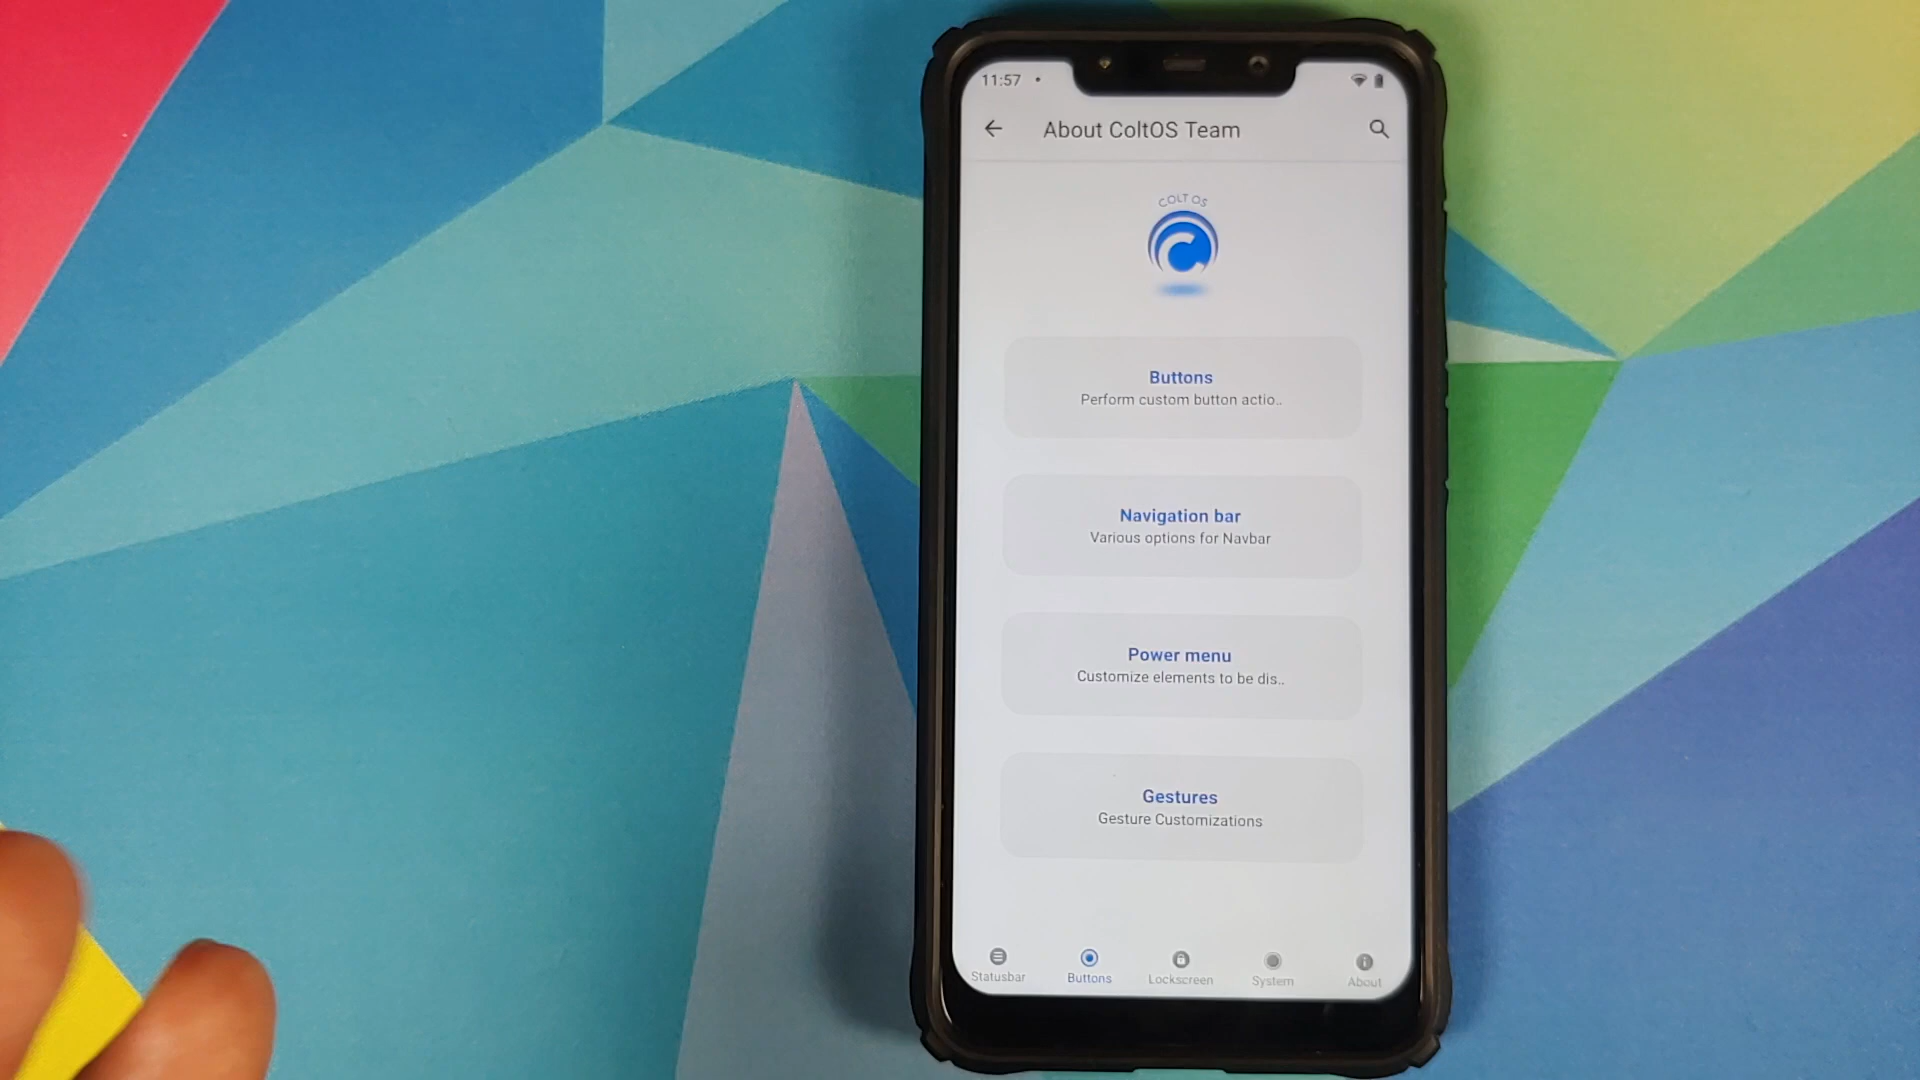 11:57
About ColtOS Team
COLT OS
Buttons
Perform custom button actio..
Navigation bar
Various options for Navbar
Power menu
Customize elements to be dis..
Gestures
Gesture Customizations
Statusbar
Buttons
Lockscreen
System
About